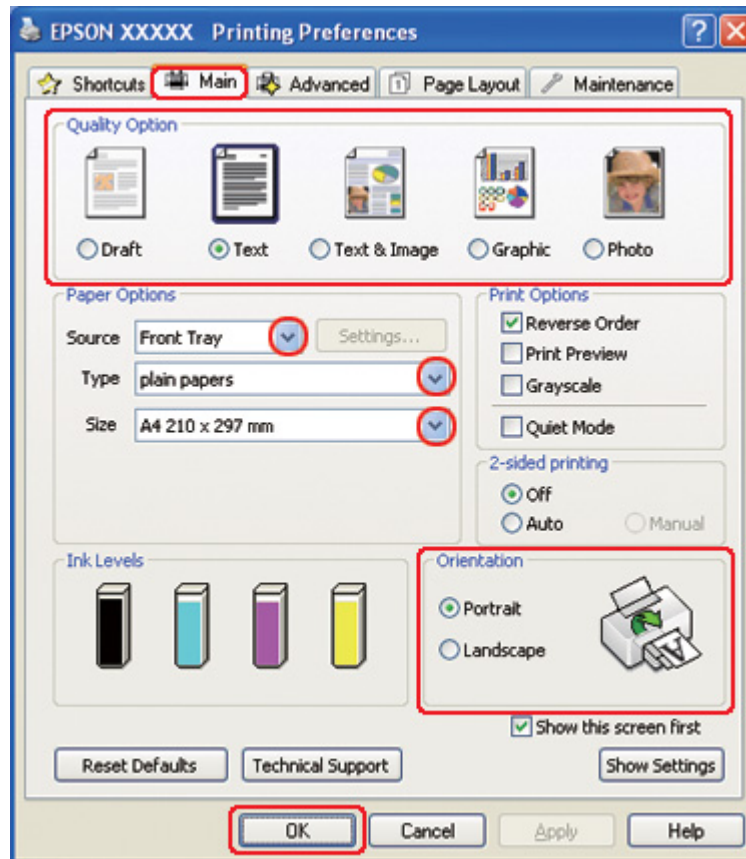 EPSON XXXXX Printing Preferences
Shortcuts Main Advanced Page Layout Maintenance
Quality Option
Draft Text Text & Image Graphic Photo
Paper Options
Source Front Tray Settings...
Type plain papers
Size A4 210 x 297 mm
Print Options
Reverse Order
Print Preview
Grayscale
Quiet Mode
2-sided printing
Off
Auto Manual
Ink Levels
Orientation
Portrait
Landscape
Show this screen first
Reset Defaults Technical Support Show Settings
OK Cancel Apply Help